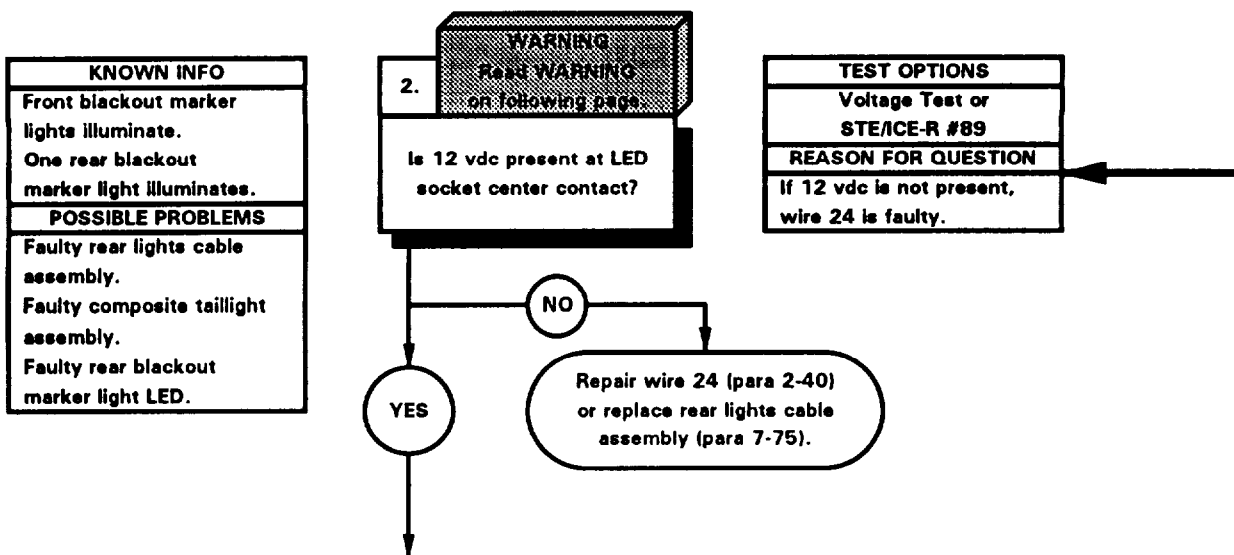 KNOWN INFO
Front blackout marker
lights illuminate.
One rear blackout
marker light illuminates.
POSSIBLE PROBLEMS
Faulty rear lights cable
assembly.
Faulty composite taillight
assembly.
Faulty rear blackout
marker light LED.
2.
WARNING
Read WARNING
on following page.
Is 12 vdc present at LED
socket center contact?
TEST OPTIONS
Voltage Test or
STE/ICE-R #89
REASON FOR QUESTION
If 12 vdc is not present,
wire 24 is faulty.
NO
YES
Repair wire 24 (para 2-40)
or replace rear lights cable
assembly (para 7-75).